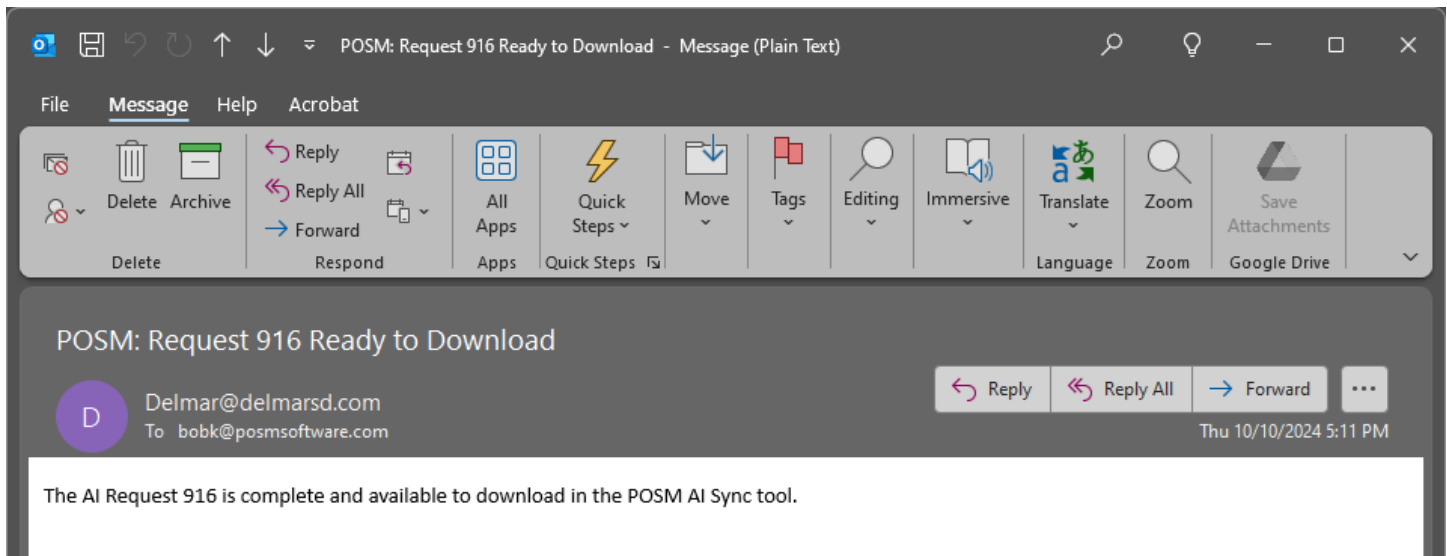 POSM: Request 916 Ready to Download - Message (Plain Text)
File Message Help Acrobat
Delete
Archive
Reply
Reply All
Forward
All
Apps
Quick
Steps
Move
Tags
Editing
Immersive
Translate
Zoom
Save
Attachments
Delete Respond Apps Quick Steps Language Zoom Google Drive
POSM: Request 916 Ready to Download
D
Delmar@delmarsd.com
To bobk@posmsoftware.com
Reply Reply All Forward
Thu 10/10/2024 5:11 PM
The AI Request 916 is complete and available to download in the POSM AI Sync tool.